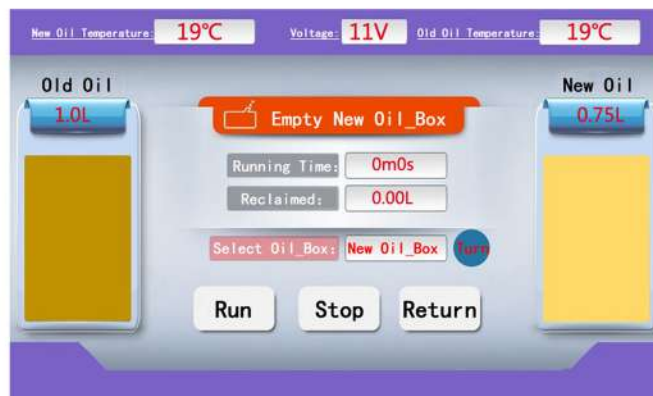 New Oil Temperature: 19℃ Voltage: 11V Old Oil Temperature: 19℃
Old Oil
1.0L
New Oil
0.75L
Empty New Oil_Box
Running Time: 0m0s
Reclaimed: 0.00L
Select Oil_Box: New Oil_Box Turn
Run Stop Return